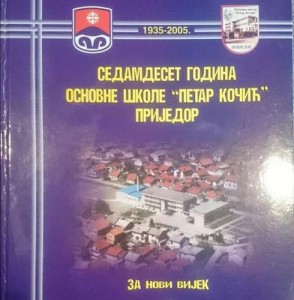 1935-2005.
СЕДАМДЕСЕТ ГОДИНА
ОСНОВНЕ ШКОЛЕ “ПЕТАР КОЧИЋ”
ПРИЈЕДОР
ЗА НОВИ ВИЈЕК